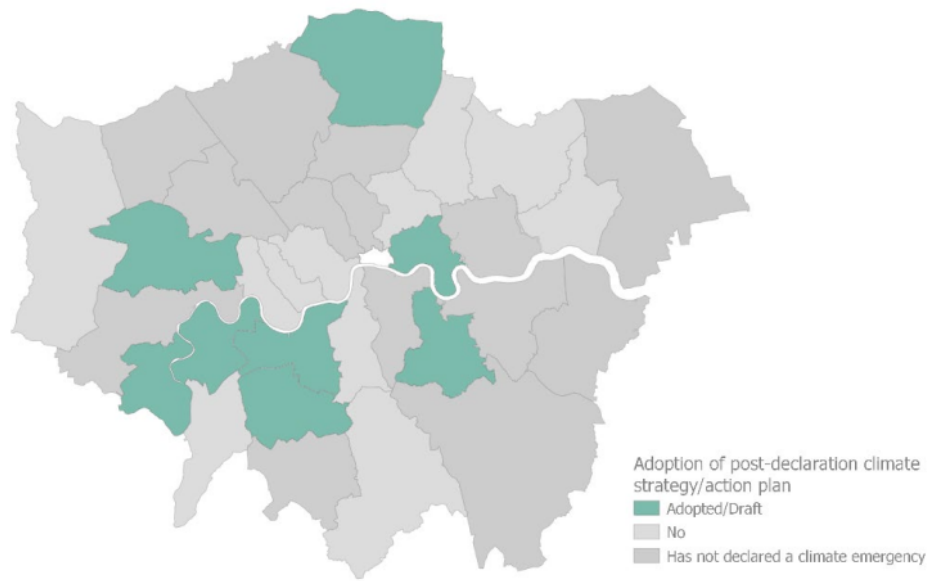 Adoption of post-declaration climate
strategy/action plan
Adopted/Draft
No
Has not declared a climate emergency